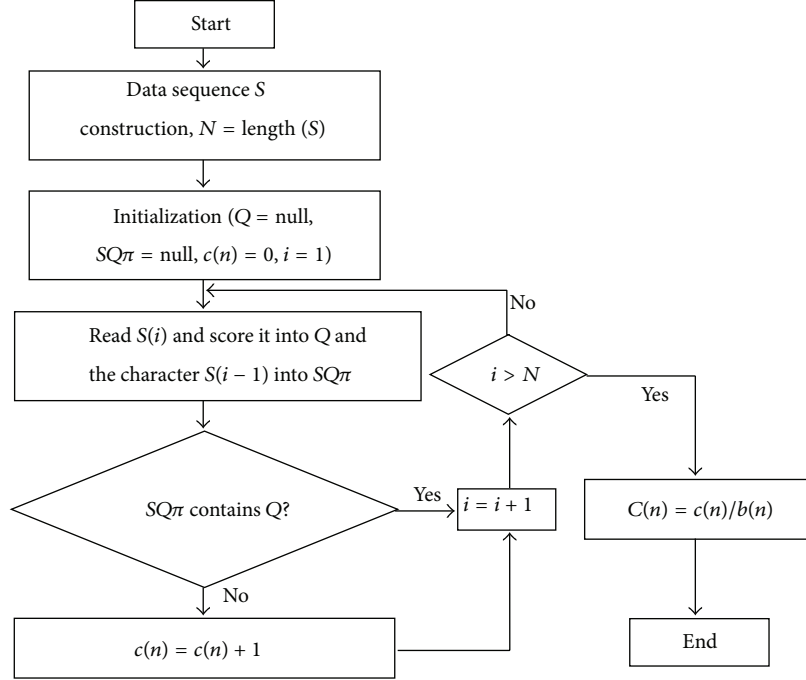 Start
Data sequence S
construction, N = length (S)
Initialization (Q = null,
SQπ = null, c(n) = 0, i = 1)
No
Read S(i) and score it into Q and
the character S(i − 1) into SQπ
i > N
Yes
SQπ contains Q?
Yes
i = i + 1
C(n) = c(n)/b(n)
No
c(n) = c(n) + 1
End